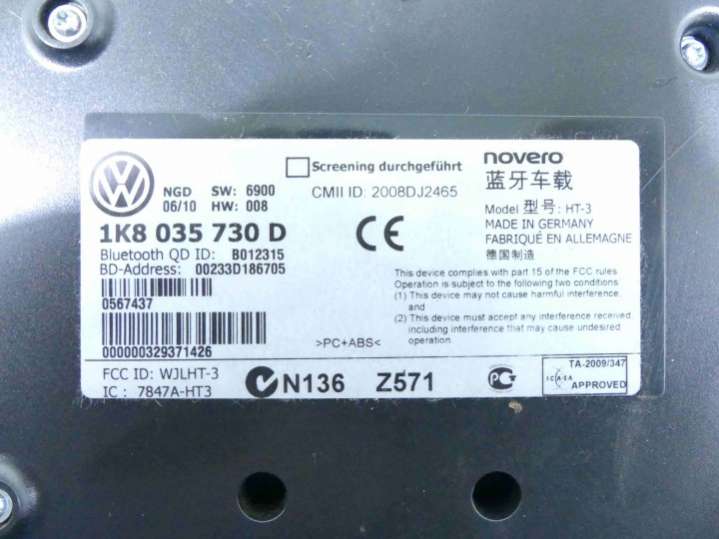 Screening durchgeführt
novero
NGD SW: 6900
06/10 HW: 008
CMII ID: 2008DJ2465
蓝牙车载
Model 型号: HT-3
1K8 035 730 D
CE
MADE IN GERMANY
FABRIQUÉ EN ALLEMAGNE
德国制造
Bluetooth QD ID: B012315
BD-Address: 00233D186705
0567437
000000329371426
This device complies with part 15 of the FCC rules
Operation is subject to the following two conditions
(1) This device may not cause harmful interference,
and
(2) This device must accept any interference received
including interference that may cause undesired
operation
>PC+ABS<
FCC ID: WJLHT-3
IC : 7847A-HT3
N136 Z571
TA-2009/347
I C A S A
APPROVED